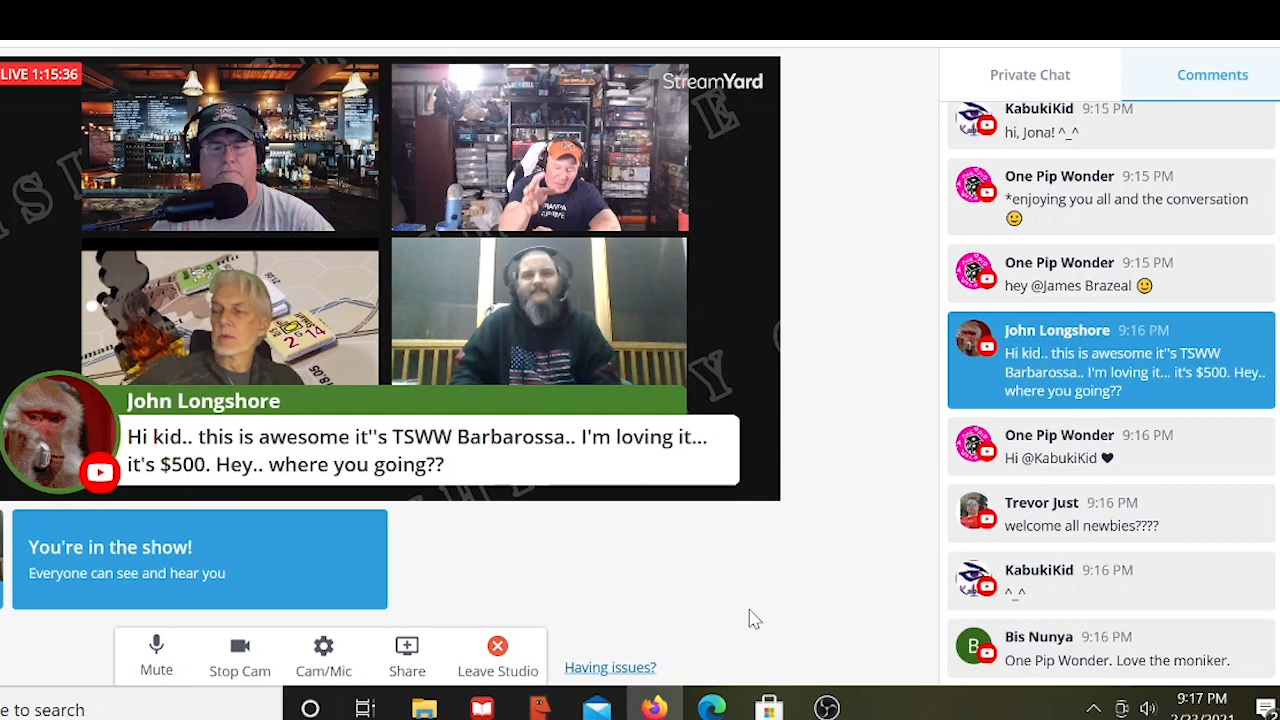 LIVE 1:15:36
StreamYard
Private Chat
Comments
KabukiKid 9:15 PM
hi, Jona! ^_^
One Pip Wonder 9:15 PM
*enjoying you all and the conversation
🙂
One Pip Wonder 9:15 PM
hey @James Brazeal 🙂
John Longshore 9:16 PM
Hi kid.. this is awesome it"s TSWW
Barbarossa.. I'm loving it... it's $500. Hey..
where you going??
One Pip Wonder 9:16 PM
Hi @KabukiKid ♥
Trevor Just 9:16 PM
welcome all newbies????
KabukiKid 9:16 PM
^_^
Bis Nunya 9:16 PM
One Pip Wonder. Love the moniker.
John Longshore
Hi kid.. this is awesome it"s TSWW Barbarossa.. I'm loving it...
it's $500. Hey.. where you going??
You're in the show!
Everyone can see and hear you
Mute
Stop Cam
Cam/Mic
Share
Leave Studio
Having issues?
e to search
9:17 PM